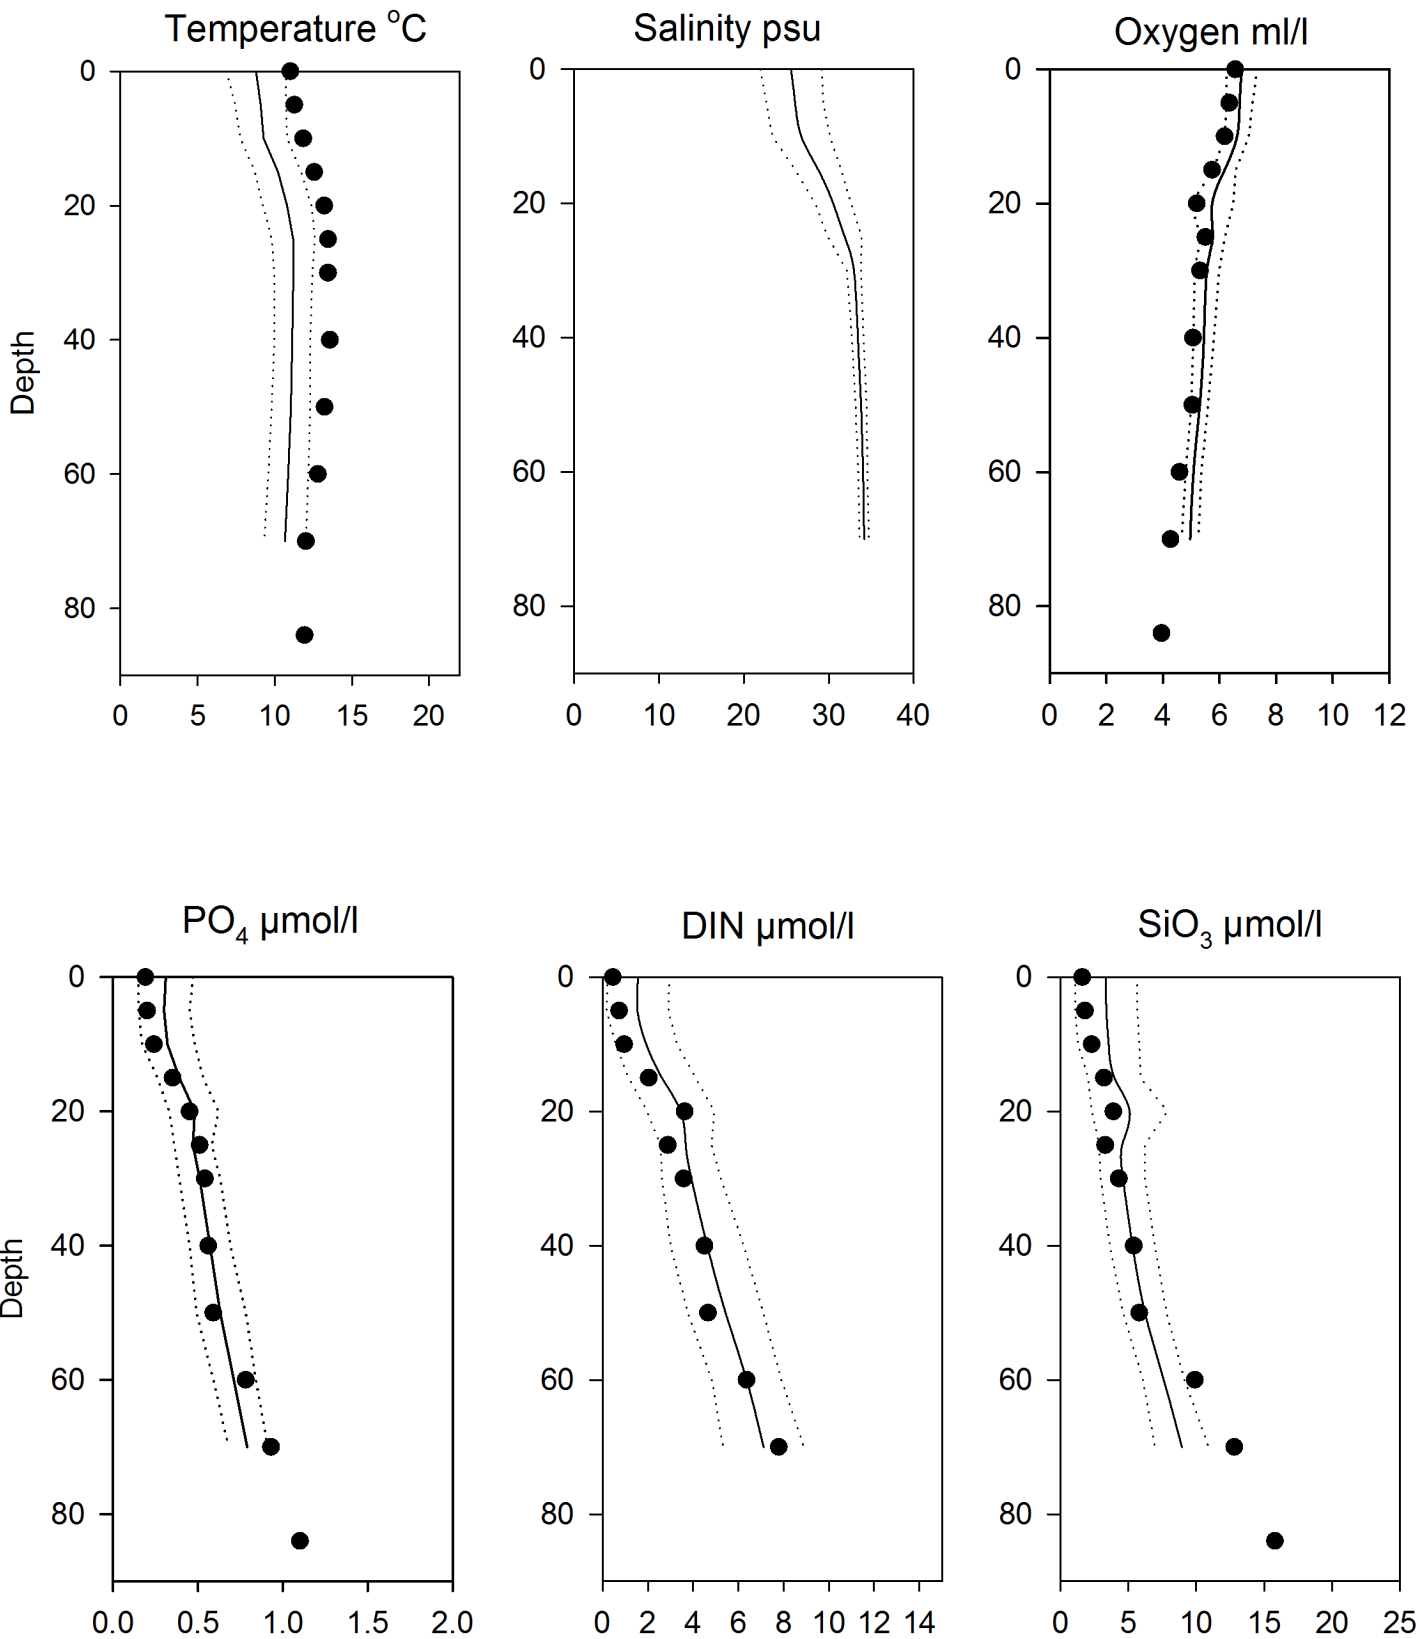 Temperature °C
Salinity psu
Oxygen ml/l
0
20
40
60
80
Depth
0 5 10 15 20
0
20
40
60
80
0 10 20 30 40
0
20
40
60
80
0 2 4 6 8 10 12
PO4 µmol/l
DIN µmol/l
SiO3 µmol/l
0
20
40
60
80
Depth
0.0 0.5 1.0 1.5 2.0
0
20
40
60
80
0 2 4 6 8 10 12 14
0
20
40
60
80
0 5 10 15 20 25